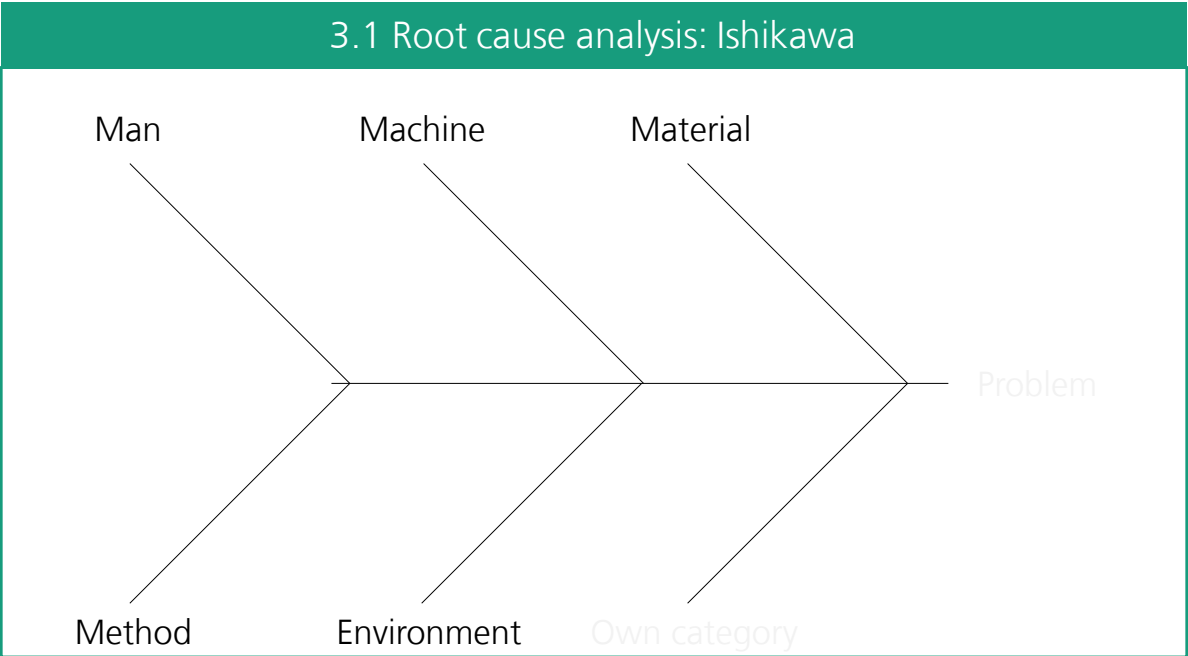 3.1 Root cause analysis: Ishikawa
Man Machine Material
Problem
Method Environment Own category